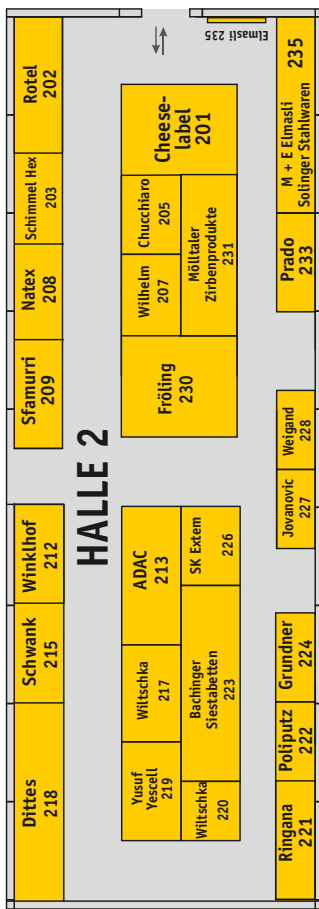 Elmasli 235
Rotel
202
Schimmel Hex
203
Natex
208
Sfamurri
209
Winklhof
212
Schwank
215
Dittes
218
HALLE 2
Cheese-
label
201
Chucchiaro
205
Wilhelm
207
Mölltaler
Zirbenprodukte
231
Fröling
230
ADAC
213
SK Extem
226
Wiltschka
217
Bachinger
Siestabetten
223
Yusuf
Yescell
219
Wiltschka
220
235
M + E Elmasli
Solinger Stahlwaren
Prado
233
Weigand
228
Jovanovic
227
Grundner
224
Poliputz
222
Ringana
221